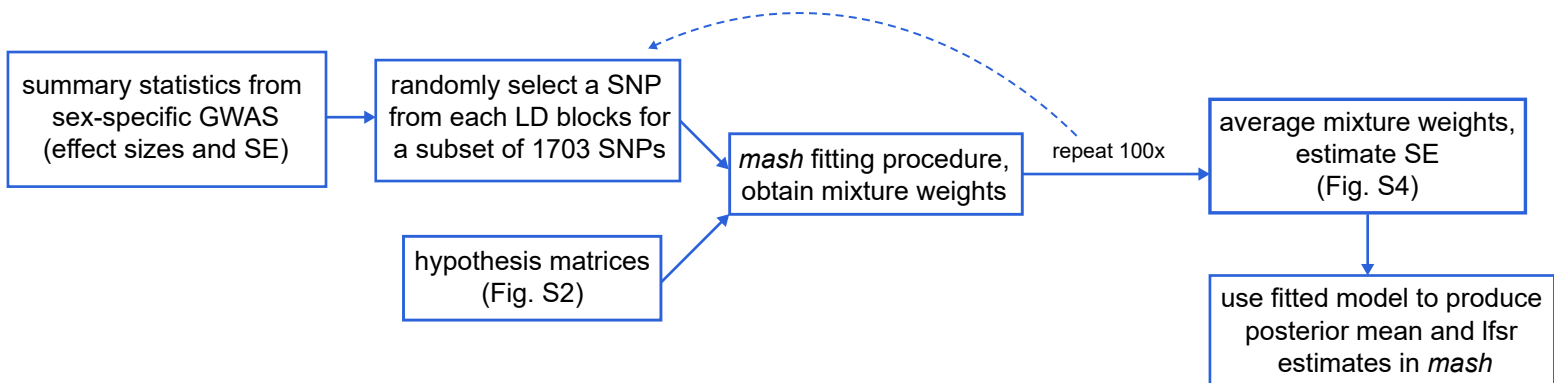 summary statistics from
sex-specific GWAS
(effect sizes and SE)
randomly select a SNP
from each LD blocks for
a subset of 1703 SNPs
hypothesis matrices
(Fig. S2)
mash fitting procedure,
obtain mixture weights
repeat 100x
average mixture weights,
estimate SE
(Fig. S4)
use fitted model to produce
posterior mean and lfsr
estimates in mash